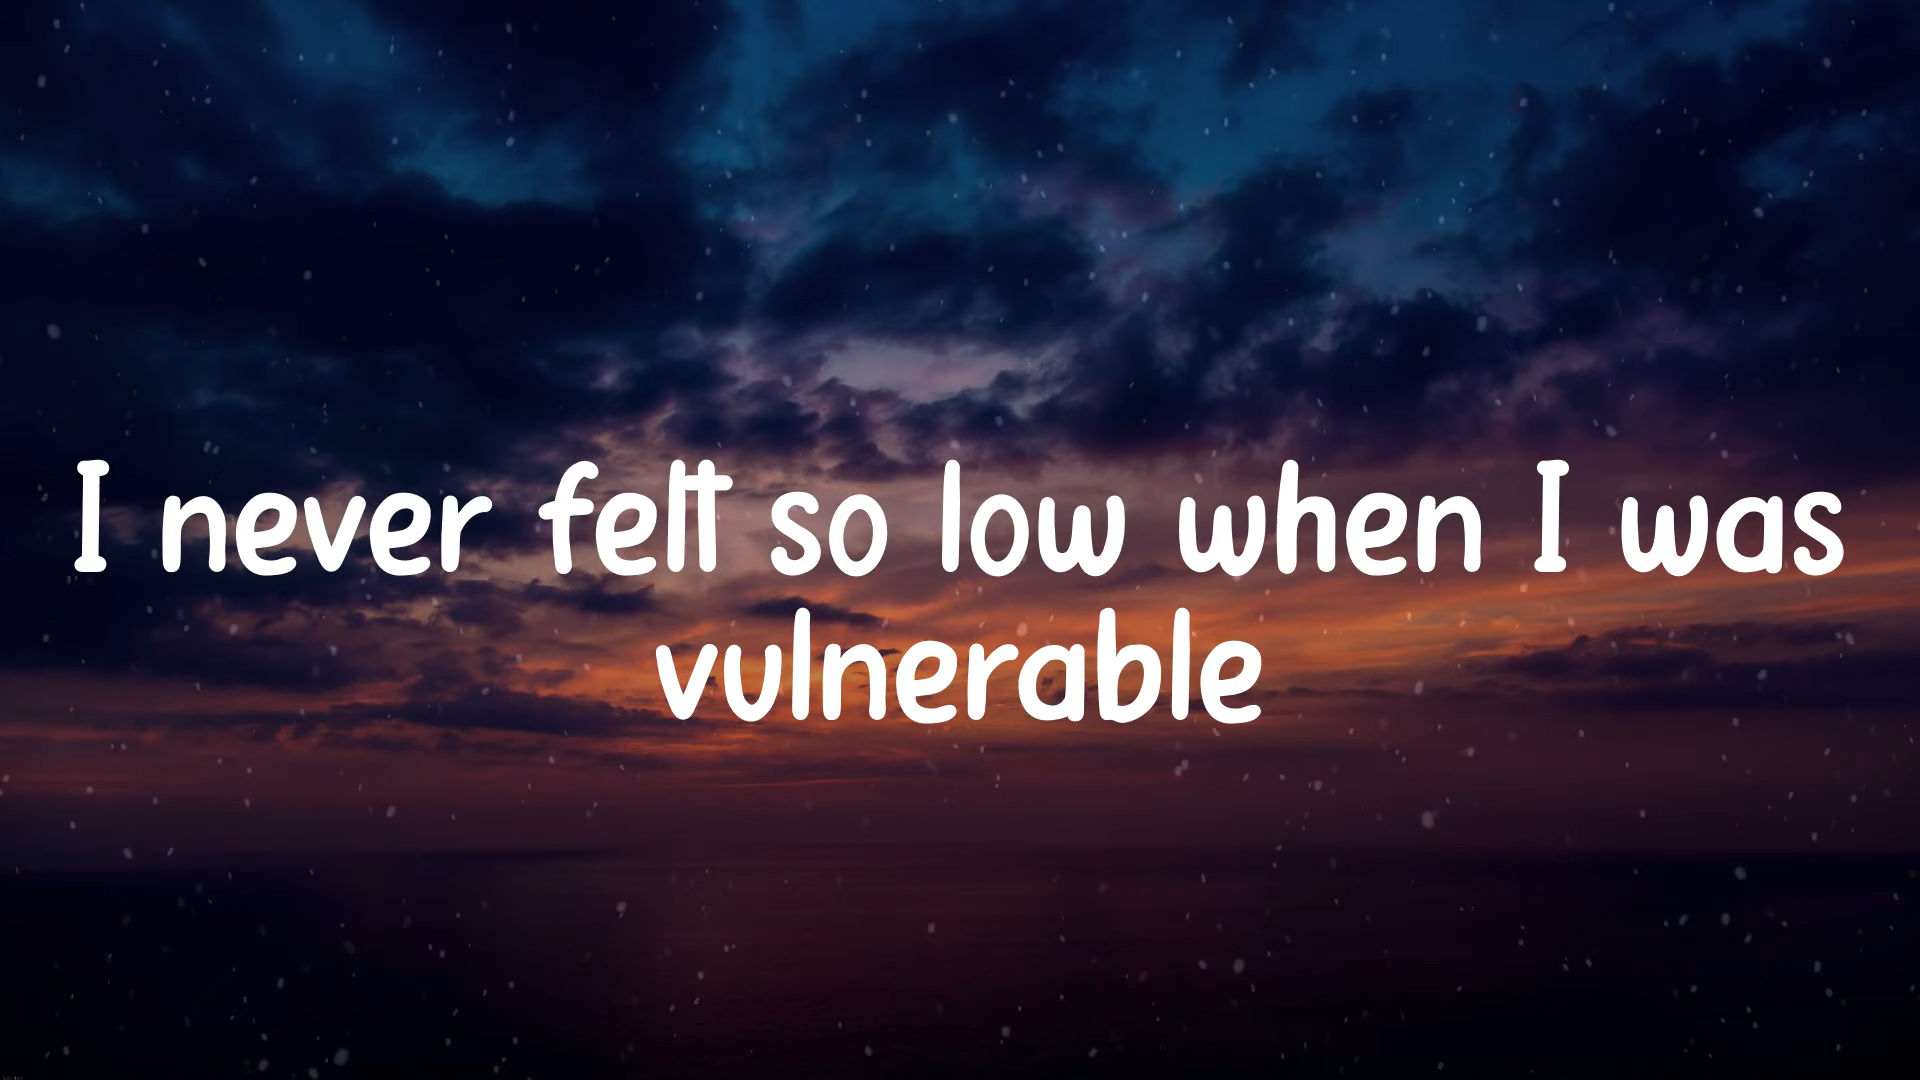 I never felt so low when I was
vulnerable